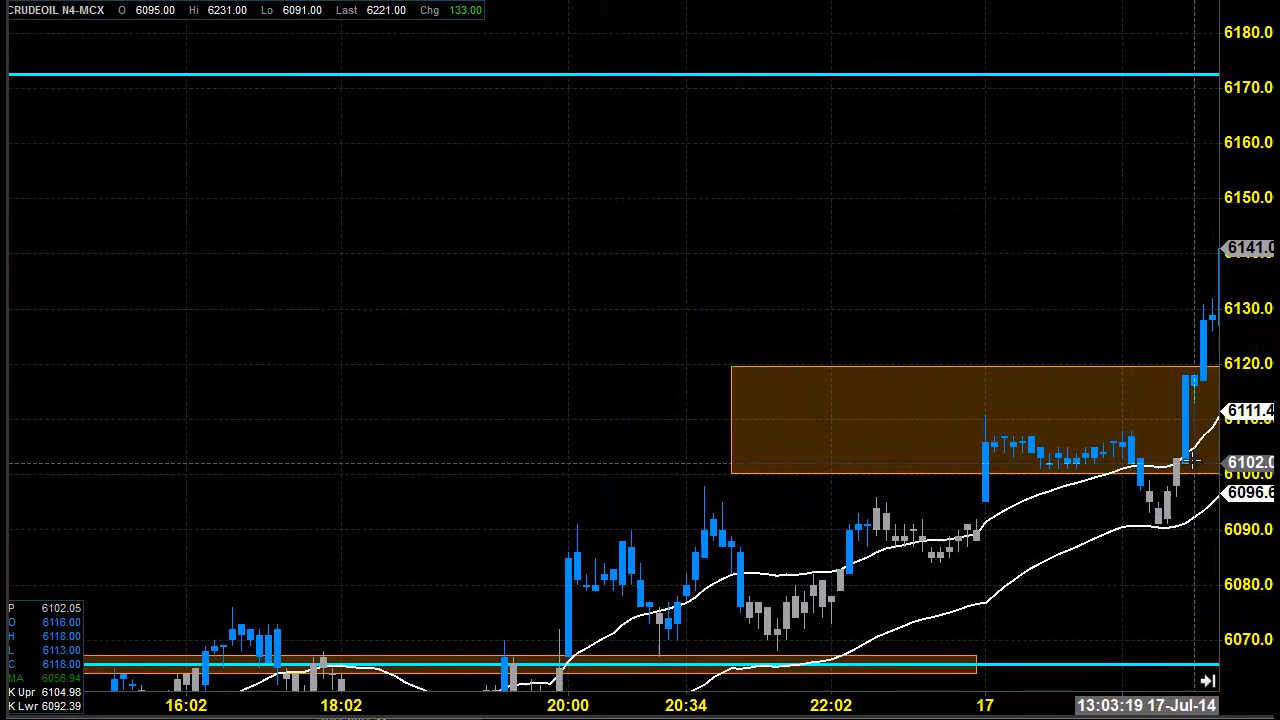 CRUDEOIL N4-MCX O 6095.00 Hi 6231.00 Lo 6091.00 Last 6221.00 Chg 133.00
6180.0
6170.0
6160.0
6150.0
6141.0
6130.0
6120.0
6111.4
6102.0
6100.0
6096.6
6090.0
6080.0
6070.0
P 6102.05
O 6116.00
H 6118.00
L 6113.00
C 6118.00
MA 6056.94
K Upr 6104.98
K Lwr 6092.39
16:02 18:02 20:00 20:34 22:02 17 13:03:19 17-Jul-14